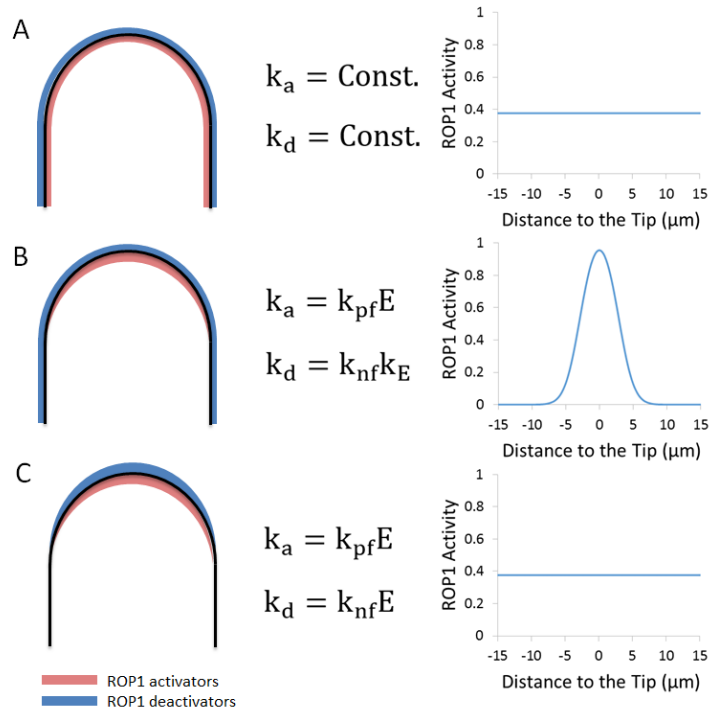 A
kₐ = Const.
k_d = Const.
ROP1 Activity
1
0.8
0.6
0.4
0.2
0
-15 -10 -5 0 5 10 15
Distance to the Tip (μm)
B
kₐ = k_pf E
k_d = k_nf k_E
ROP1 Activity
1
0.8
0.6
0.4
0.2
0
-15 -10 -5 0 5 10 15
Distance to the Tip (μm)
C
kₐ = k_pf E
k_d = k_nf E
ROP1 Activity
1
0.8
0.6
0.4
0.2
0
-15 -10 -5 0 5 10 15
Distance to the Tip (μm)
ROP1 activators
ROP1 deactivators